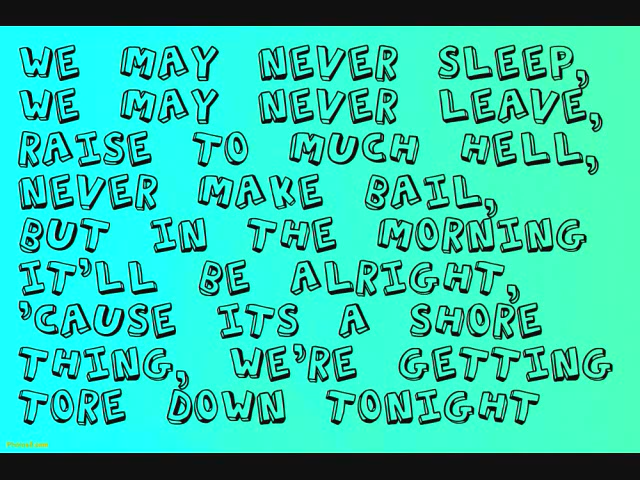 WE MAY NEVER SLEEP,
WE MAY NEVER LEAVE,
RAISE TO MUCH HELL,
NEVER MAKE BAIL,
BUT IN THE MORNING
IT'LL BE ALRIGHT,
'CAUSE ITS A SHORE
THING, WE'RE GETTING
TORE DOWN TONIGHT